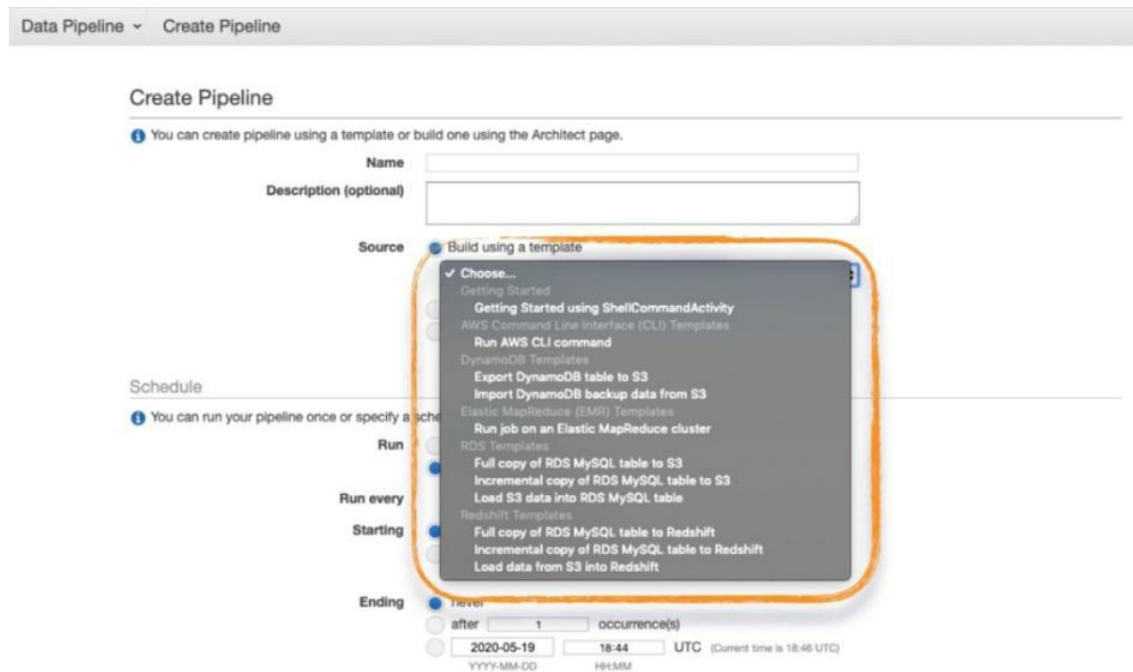 Data Pipeline Create Pipeline
Create Pipeline
You can create pipeline using a template or build one using the Architect page.
Name
Description (optional)
Source Build using a template
✓ Choose...
Getting Started
Getting Started using ShellCommandActivity
AWS Command Line Interface (CLI) Templates
Run AWS CLI command
DynamoDB Templates
Export DynamoDB table to S3
Import DynamoDB backup data from S3
Elastic MapReduce (EMR) Templates
Run job on an Elastic MapReduce cluster
RDS Templates
Full copy of RDS MySQL table to S3
Incremental copy of RDS MySQL table to S3
Load S3 data into RDS MySQL table
Redshift Templates
Full copy of RDS MySQL table to Redshift
Incremental copy of RDS MySQL table to Redshift
Load data from S3 into Redshift
Schedule
You can run your pipeline once or specify a sche
Run
Run every
Starting
Ending never
after 1 occurrence(s)
2020-05-19 18:44 UTC (Current time is 18:46 UTC)
YYYY-MM-DD HH:MM